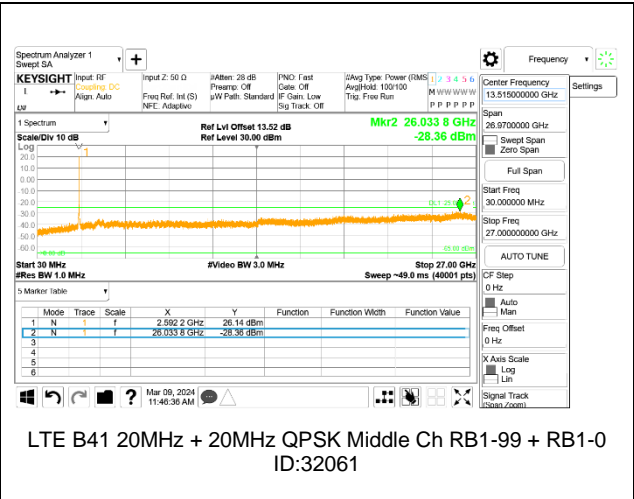 Spectrum Analyzer 1
Swept SA
Frequency
Settings
KEYSIGHT
Input: RF
Coupling: DC
Align: Auto
Input Z: 50 Ω
Freq Ref: Int (S)
NFE: Adaptive
#Atten: 28 dB
Preamp: Off
µW Path: Standard
PNO: Fast
Gate: Off
IF Gain: Low
Sig Track: Off
#Avg Type: Power (RMS
Avg|Hold: 100/100
Trig: Free Run
1 2 3 4 5 6
M W W W W W
P P P P P P
1 Spectrum
Scale/Div 10 dB
Log
Ref Lvl Offset 13.52 dB
Ref Level 30.00 dBm
Mkr2 26.033 8 GHz
-28.36 dBm
20.0
10.0
0.00
-10.0
-20.0
-30.0
-40.0
-50.0
-60.0
1
2
Start 30 MHz
#Res BW 1.0 MHz
#Video BW 3.0 MHz
Stop 27.00 GHz
Sweep ~49.0 ms (40001 pts)
5 Marker Table
Mode Trace Scale X Y Function Function Width Function Value
1 N 1 f 2.592 2 GHz 26.14 dBm
2 N 1 f 26.033 8 GHz -28.36 dBm
3
4
5
6
Mar 09, 2024
11:46:36 AM
Center Frequency
13.515000000 GHz
Span
26.9700000 GHz
Swept Span
Zero Span
Full Span
Start Freq
30.000000 MHz
Stop Freq
27.000000000 GHz
AUTO TUNE
CF Step
0 Hz
Auto
Man
Freq Offset
0 Hz
X Axis Scale
Log
Lin
Signal Track
(Span Zoom)
LTE B41 20MHz + 20MHz QPSK Middle Ch RB1-99 + RB1-0
ID:32061